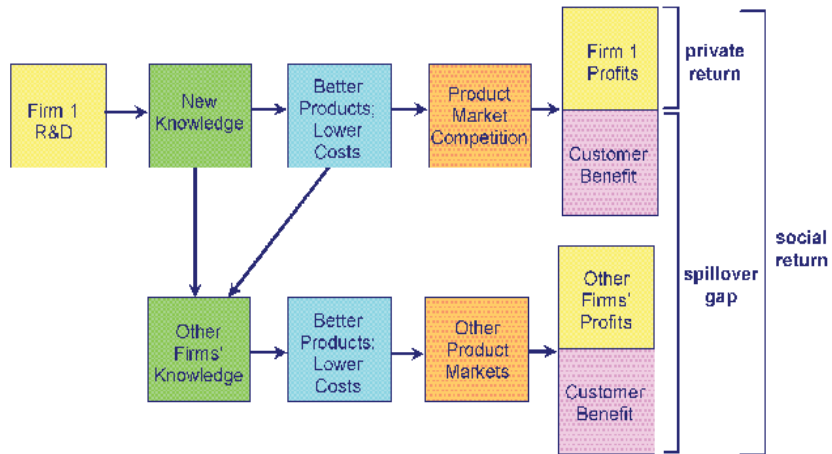 Firm 1
R&D
New
Knowledge
Better
Products;
Lower
Costs
Product
Market
Competition
Firm 1
Profits
Customer
Benefit
private
return
Other
Firms'
Knowledge
Better
Products:
Lower
Costs
Other
Product
Markets
Other
Firms'
Profits
Customer
Benefit
spillover
gap
social
return